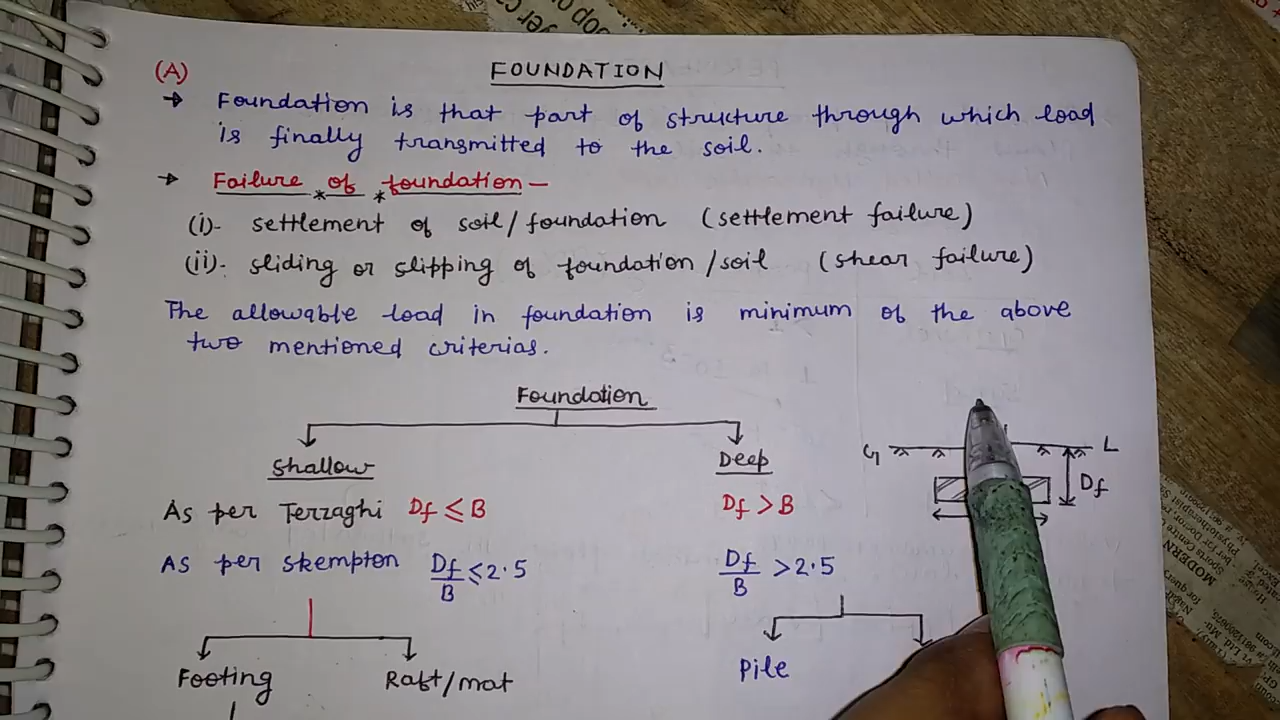 (A)
FOUNDATION
→ Foundation is that part of structure through which load
is finally transmitted to the soil.
→ Failure of foundation –
(i)- settlement of soil/foundation (settlement failure)
(ii)- sliding or slipping of foundation/soil (shear failure)
The allowable load in foundation is minimum of the above
two mentioned criterias.
Foundation
Shallow Deep
G L
Df
As per Terzaghi Df ≤ B Df > B
As per skempton Df/B ≤ 2.5 Df/B > 2.5
Footing Raft/mat Pile
MODERN